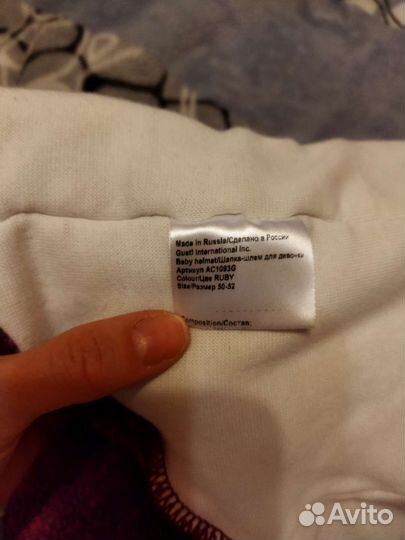 Made in Russia/Сделано в России
Gusti International Inc.
Baby helmet/Шапка-шлем для девочки
Артикул AC1093G
Colour/Цве RUBY
Size/Размер 50-52
Composition/Состав:
Avito